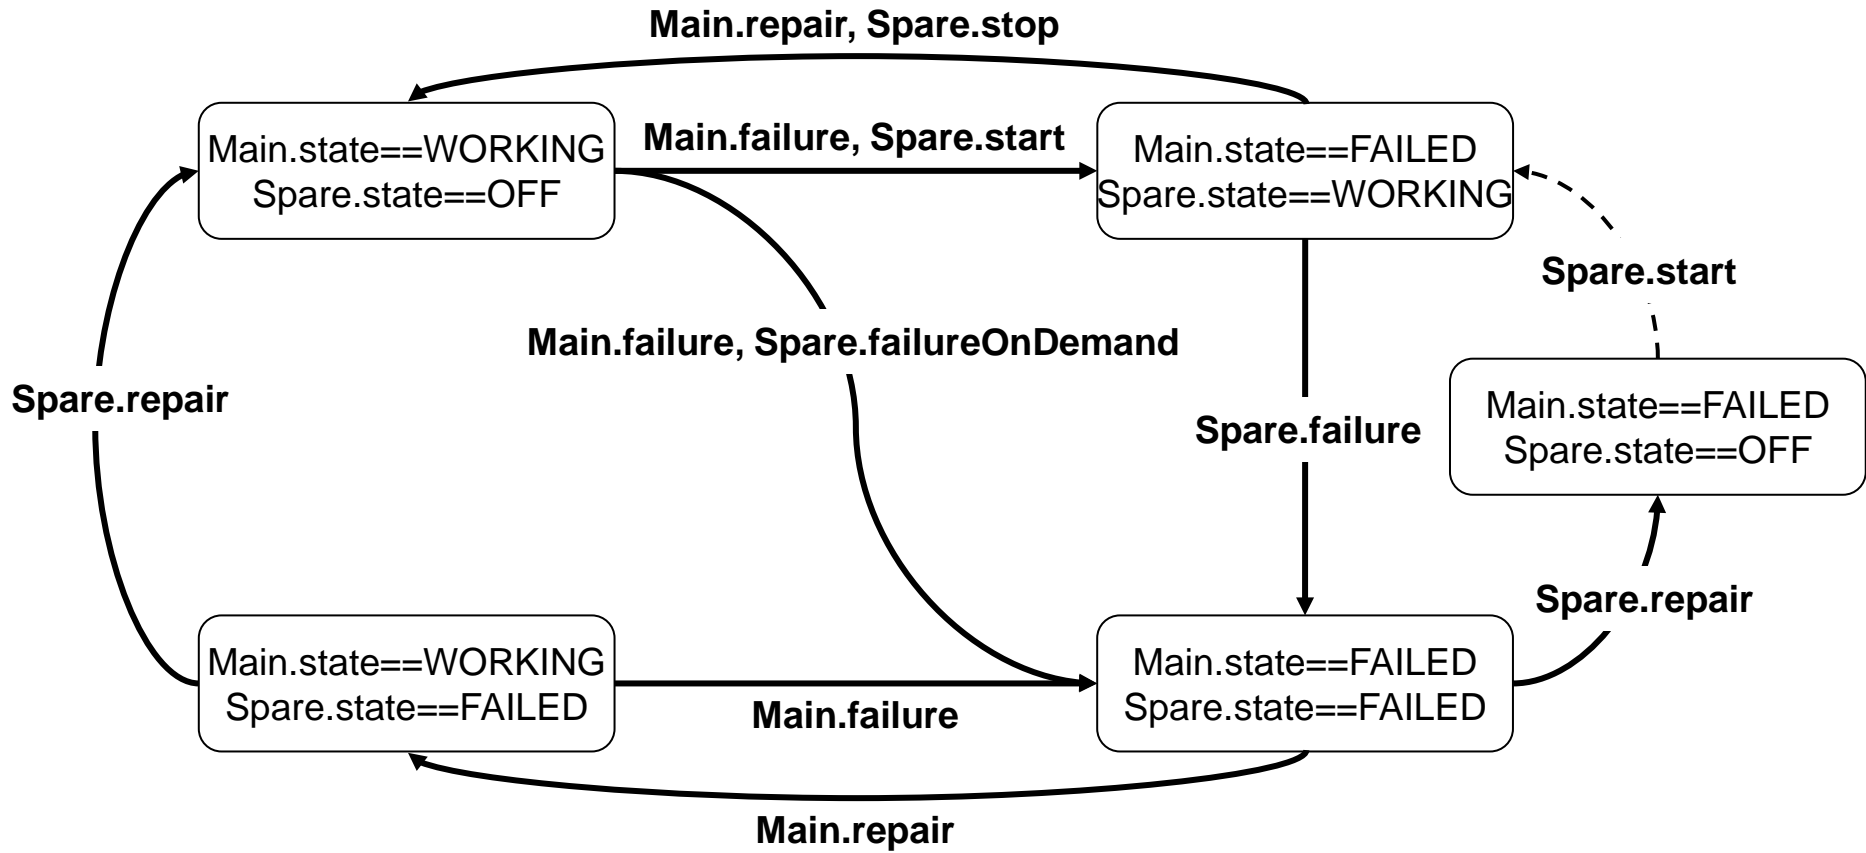 Main.repair, Spare.stop
Main.state==WORKING
Spare.state==OFF
Main.failure, Spare.start
Main.state==FAILED
Spare.state==WORKING
Spare.start
Main.failure, Spare.failureOnDemand
Spare.repair
Spare.failure
Main.state==FAILED
Spare.state==OFF
Spare.repair
Main.state==WORKING
Spare.state==FAILED
Main.failure
Main.state==FAILED
Spare.state==FAILED
Main.repair